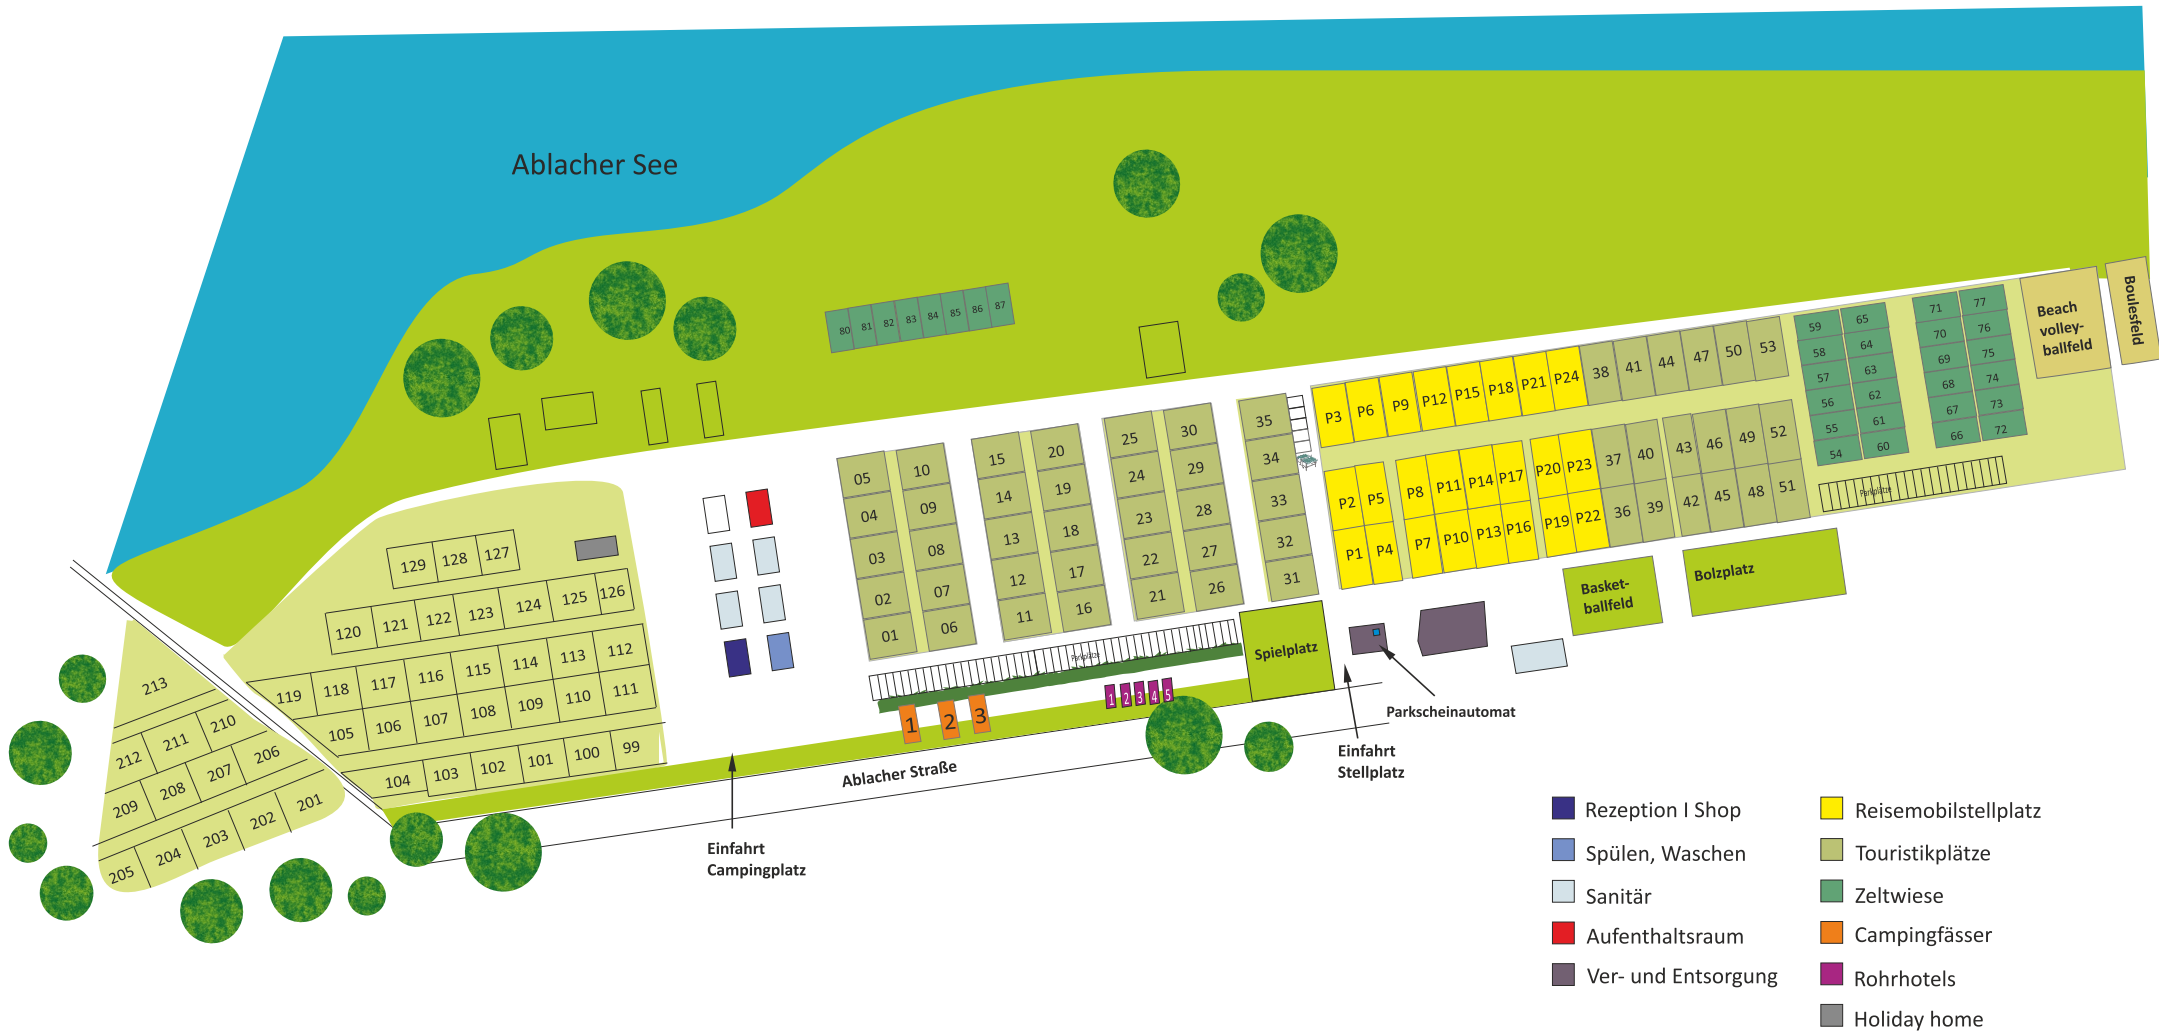 Ablacher See
80 81 82 83 84 85 86 87
Beach
volley-
ballfeld
Boulesfeld
P3 P6 P9 P12 P15 P18 P21 P24 38 41 44 47 50 53
P2 P5 P8 P11 P14 P17 P20 P23 37 40 43 46 49 52
P1 P4 P7 P10 P13 P16 P19 P22 36 39 42 45 48 51
59 65 71 77
58 64 70 76
57 63 69 75
56 62 68 74
55 61 67 73
54 60 66 72
Parkplätze
05 10 15 20 25 30 35
04 09 14 19 24 29 34
03 08 13 18 23 28 33
02 07 12 17 22 27 32
01 06 11 16 21 26 31
Parkplätze
129 128 127
120 121 122 123 124 125 126
119 118 117 116 115 114 113 112
105 106 107 108 109 110 111
104 103 102 101 100 99
213
212 211 210
209 208 207 206
205 204 203 202 201
1 2 3
1 2 3 4 5
Spielplatz
Basket-
ballfeld
Bolzplatz
Parkscheinautomat
Einfahrt
Stellplatz
Ablacher Straße
Einfahrt
Campingplatz
Rezeption I Shop
Spülen, Waschen
Sanitär
Aufenthaltsraum
Ver- und Entsorgung
Reisemobilstellplatz
Touristikplätze
Zeltwiese
Campingfässer
Rohrhotels
Holiday home